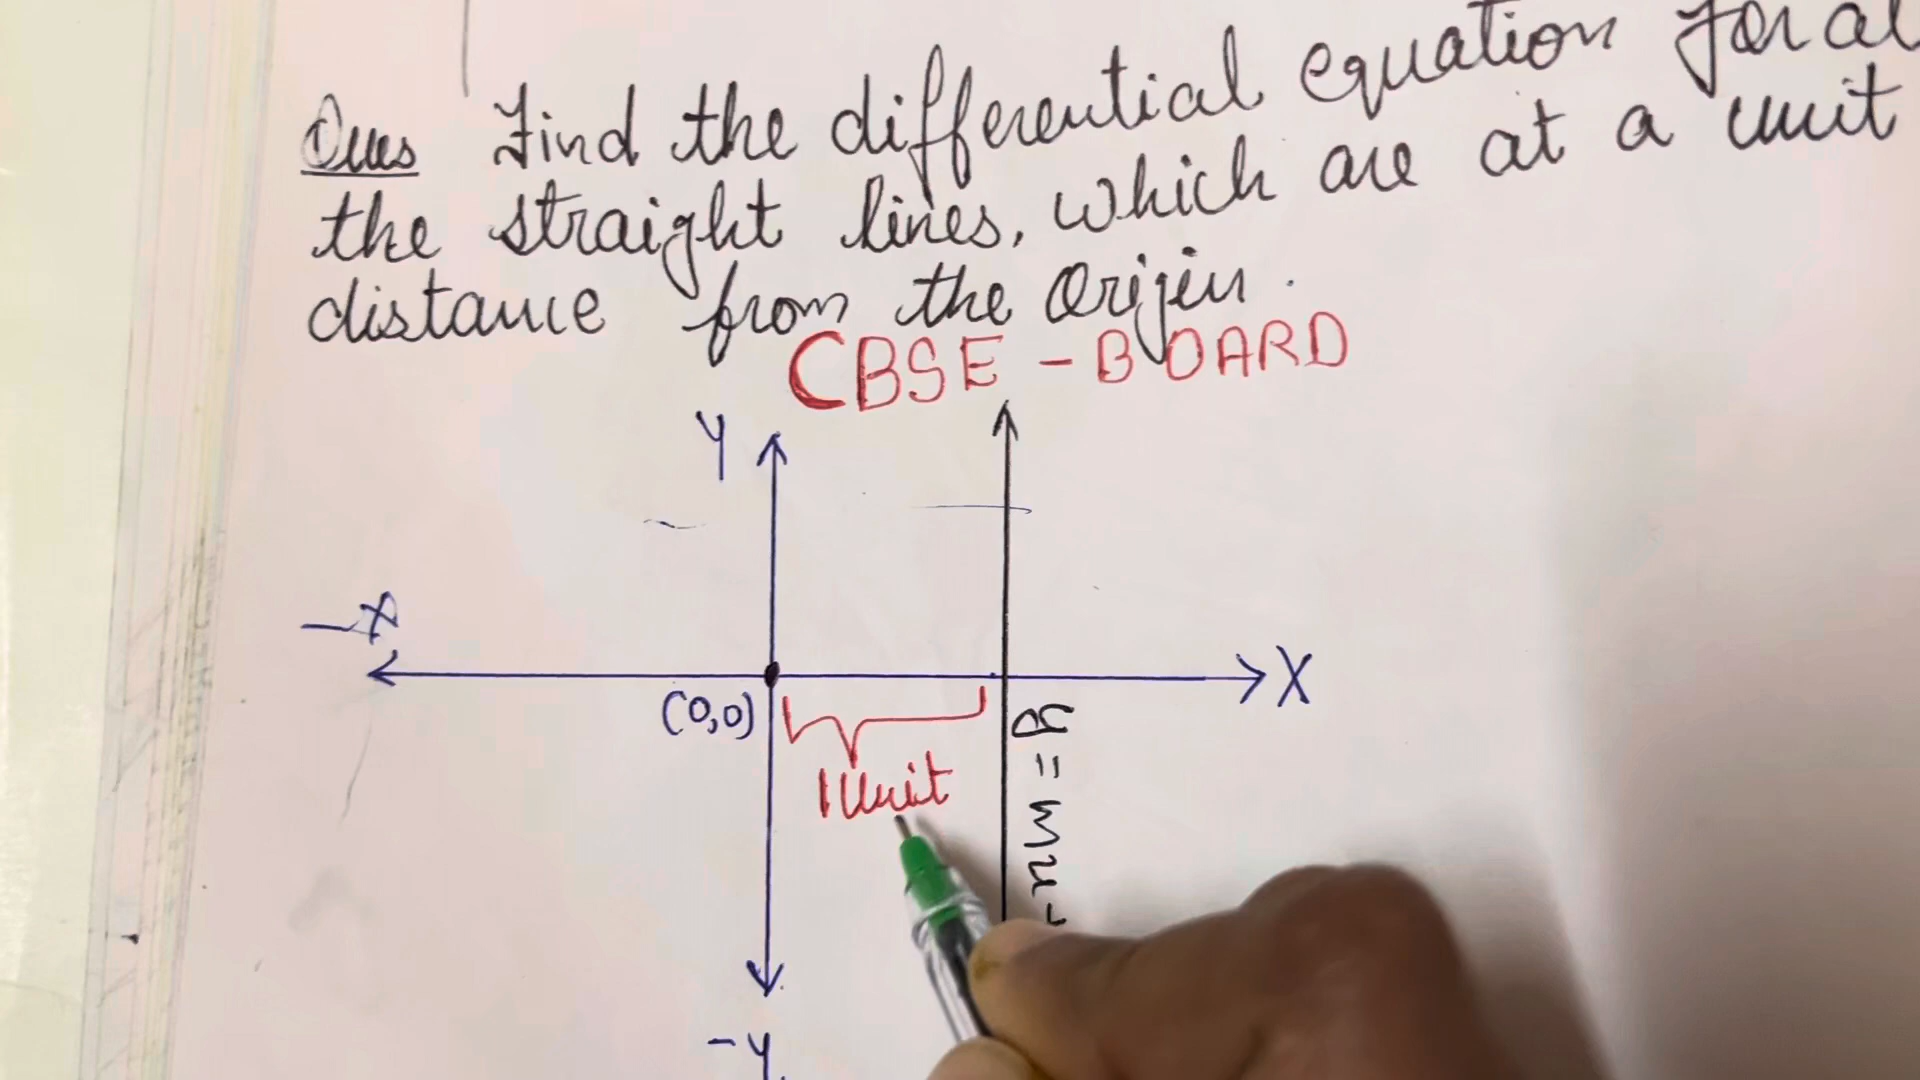 Ques Find the differential equation for al
the straight lines, which are at a unit
distance from the origin.
CBSE - BOARD
Y
-X
X
(0,0)
1 Unit
y = mx
-Y